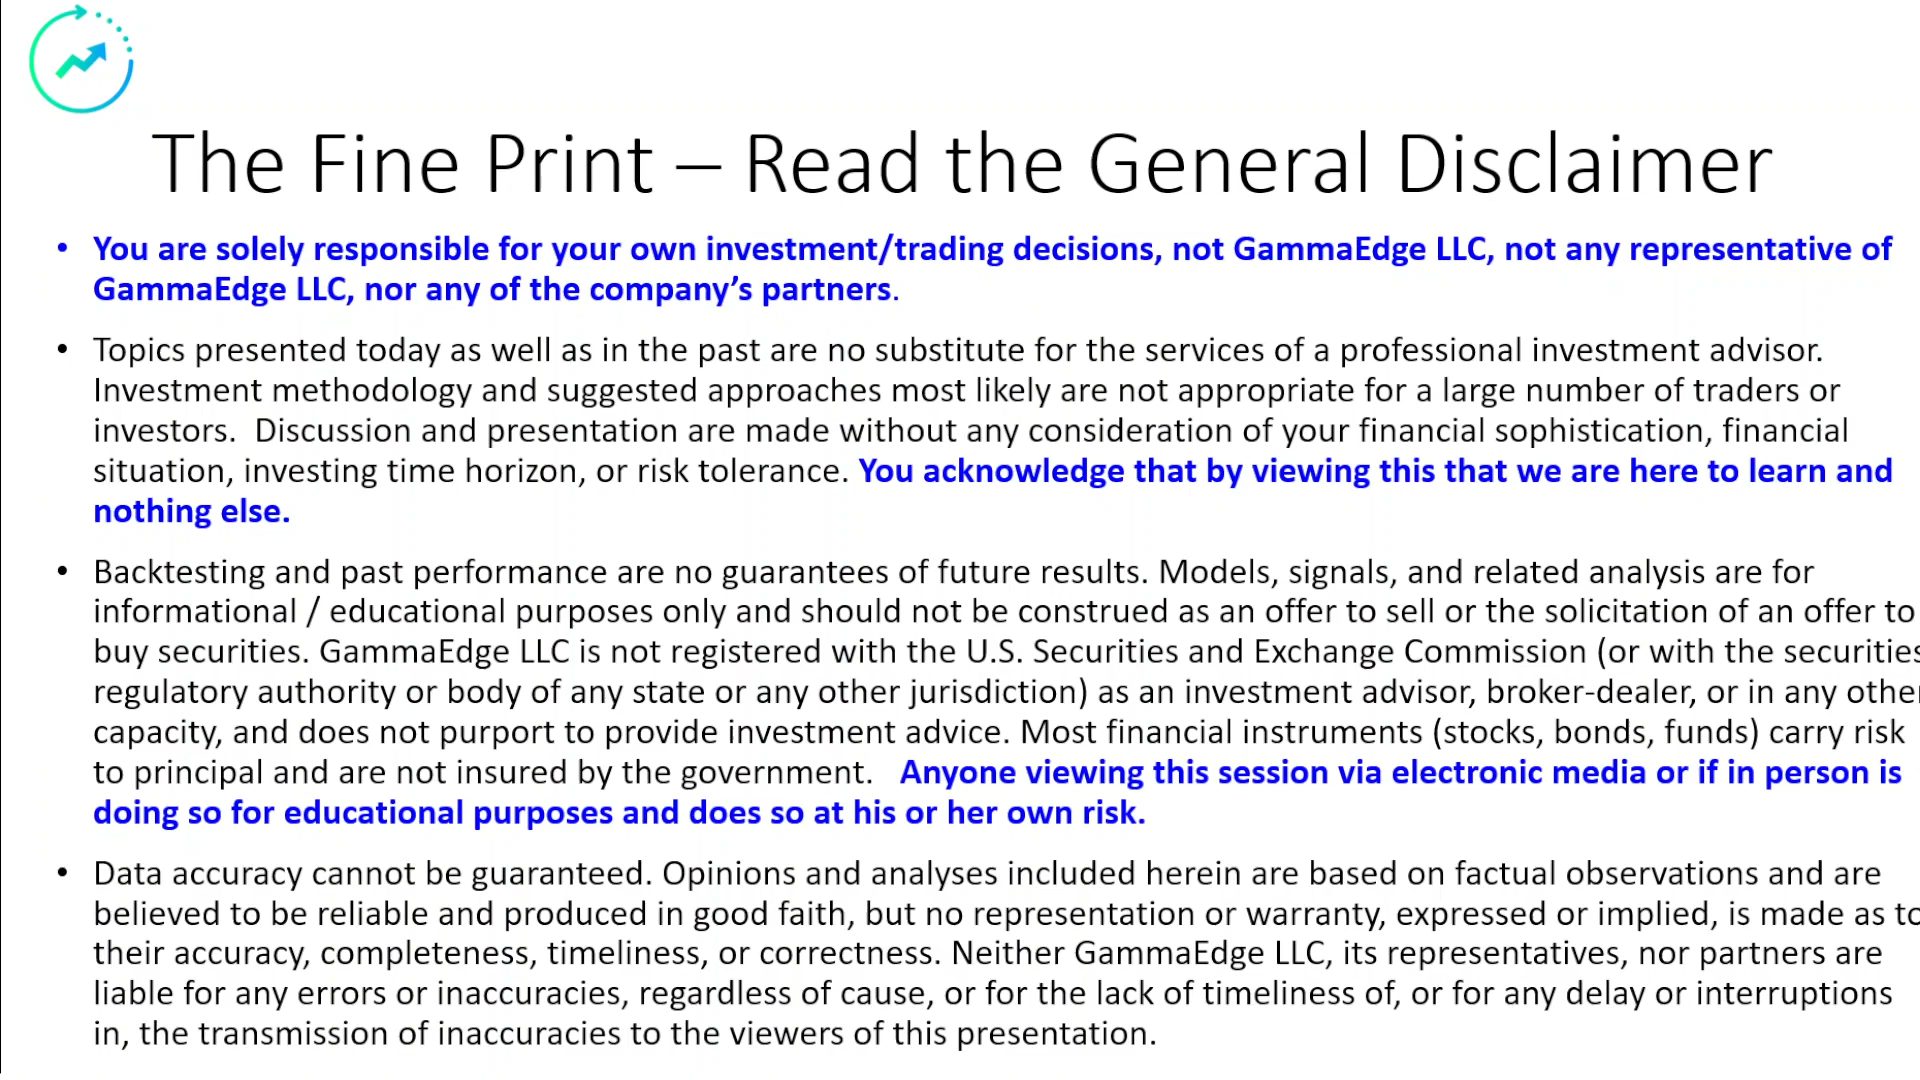 The Fine Print – Read the General Disclaimer
• You are solely responsible for your own investment/trading decisions, not GammaEdge LLC, not any representative of
GammaEdge LLC, nor any of the company’s partners.
• Topics presented today as well as in the past are no substitute for the services of a professional investment advisor.
Investment methodology and suggested approaches most likely are not appropriate for a large number of traders or
investors.  Discussion and presentation are made without any consideration of your financial sophistication, financial
situation, investing time horizon, or risk tolerance. You acknowledge that by viewing this that we are here to learn and
nothing else.
• Backtesting and past performance are no guarantees of future results. Models, signals, and related analysis are for
informational / educational purposes only and should not be construed as an offer to sell or the solicitation of an offer to
buy securities. GammaEdge LLC is not registered with the U.S. Securities and Exchange Commission (or with the securities
regulatory authority or body of any state or any other jurisdiction) as an investment advisor, broker-dealer, or in any other
capacity, and does not purport to provide investment advice. Most financial instruments (stocks, bonds, funds) carry risk
to principal and are not insured by the government.   Anyone viewing this session via electronic media or if in person is
doing so for educational purposes and does so at his or her own risk.
• Data accuracy cannot be guaranteed. Opinions and analyses included herein are based on factual observations and are
believed to be reliable and produced in good faith, but no representation or warranty, expressed or implied, is made as to
their accuracy, completeness, timeliness, or correctness. Neither GammaEdge LLC, its representatives, nor partners are
liable for any errors or inaccuracies, regardless of cause, or for the lack of timeliness of, or for any delay or interruptions
in, the transmission of inaccuracies to the viewers of this presentation.